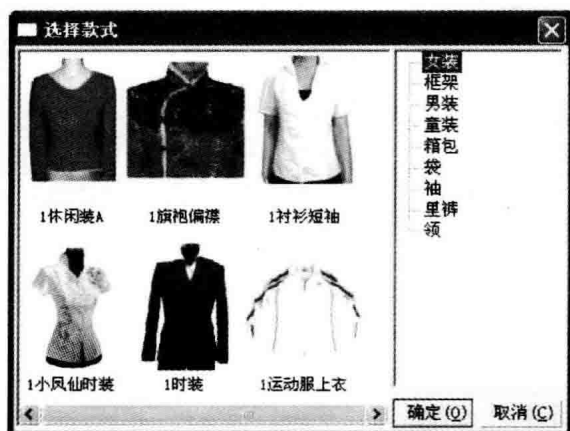 选择款式
女装
框架
男装
童装
箱包
袋
袖
里裤
领
1休闲装A
1旗袍偏襟
1衬衫短袖
1小凤仙时装
1时装
1运动服上衣
确定(O)
取消(C)